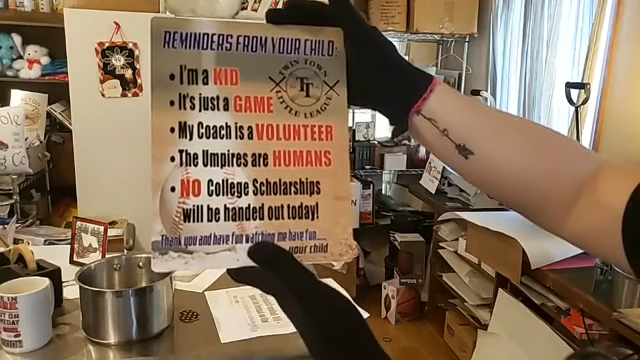 REMINDERS FROM YOUR CHILD:
• I'm a KID
• It's just a GAME
TWIN TOWN
TT
LITTLE LEAGUE
• My Coach is a VOLUNTEER
• The Umpires are HUMANS
• NO College Scholarships
will be handed out today!
Thank you and have fun watching me have fun.....
your child